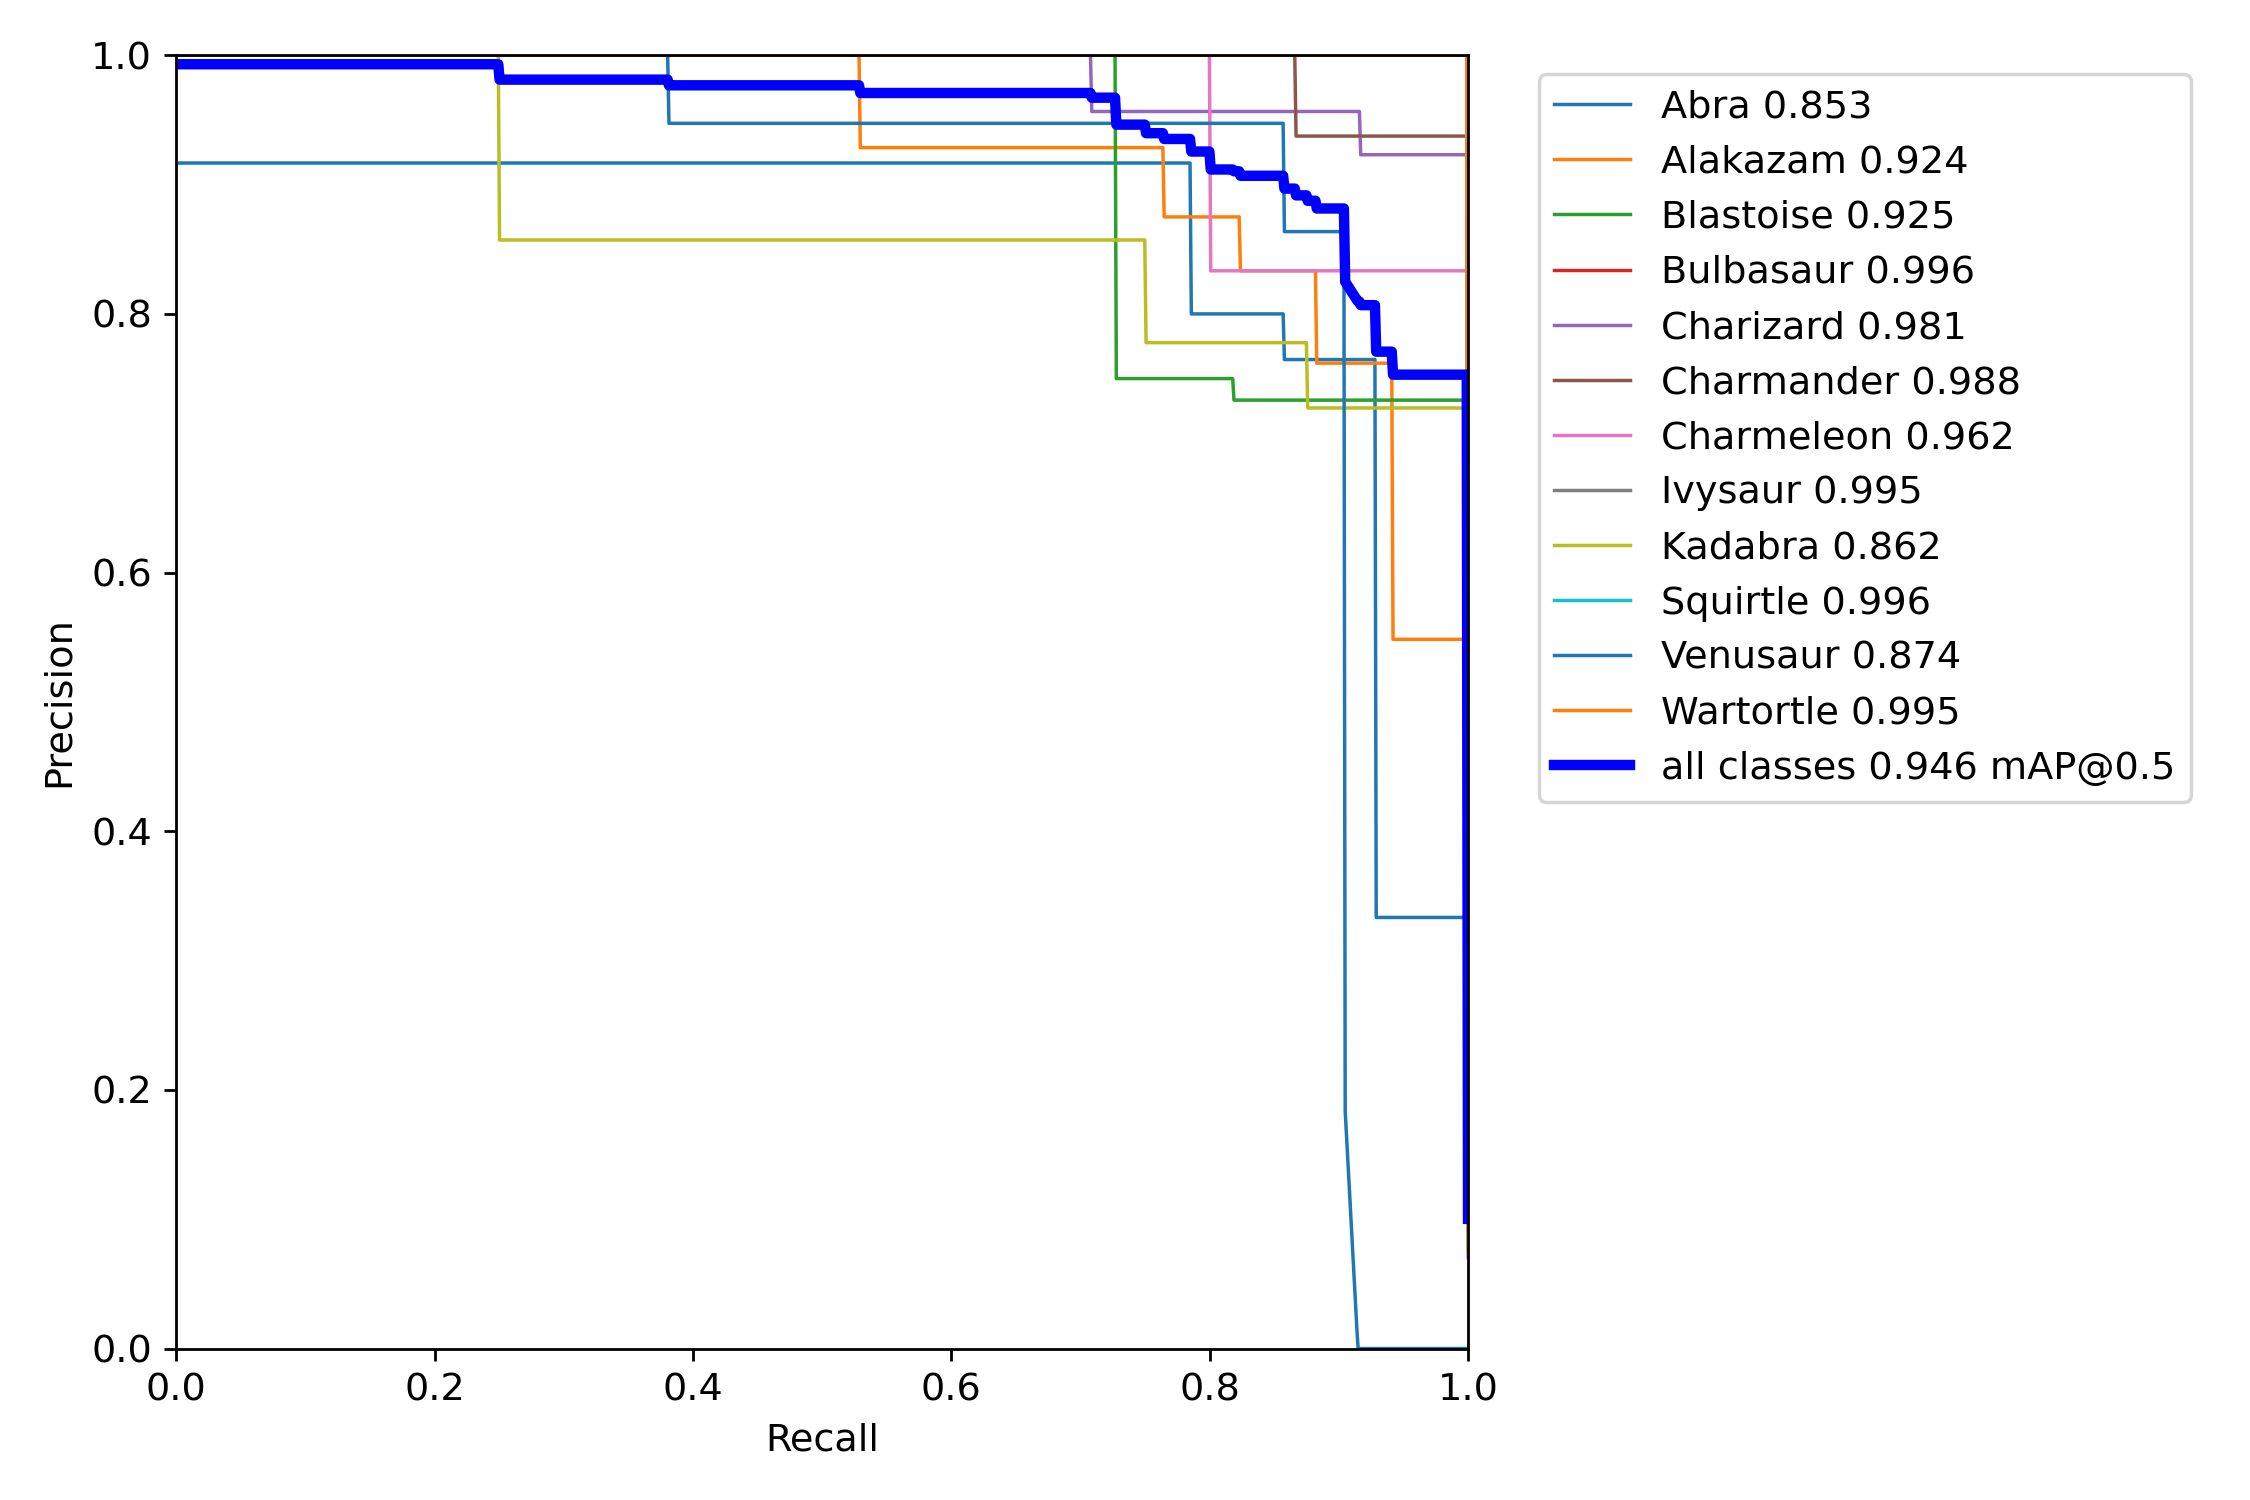 1.0
0.8
0.6
0.4
0.2
0.0
Precision
0.0 0.2 0.4 0.6 0.8 1.0
Recall
Abra 0.853
Alakazam 0.924
Blastoise 0.925
Bulbasaur 0.996
Charizard 0.981
Charmander 0.988
Charmeleon 0.962
Ivysaur 0.995
Kadabra 0.862
Squirtle 0.996
Venusaur 0.874
Wartortle 0.995
all classes 0.946 mAP@0.5